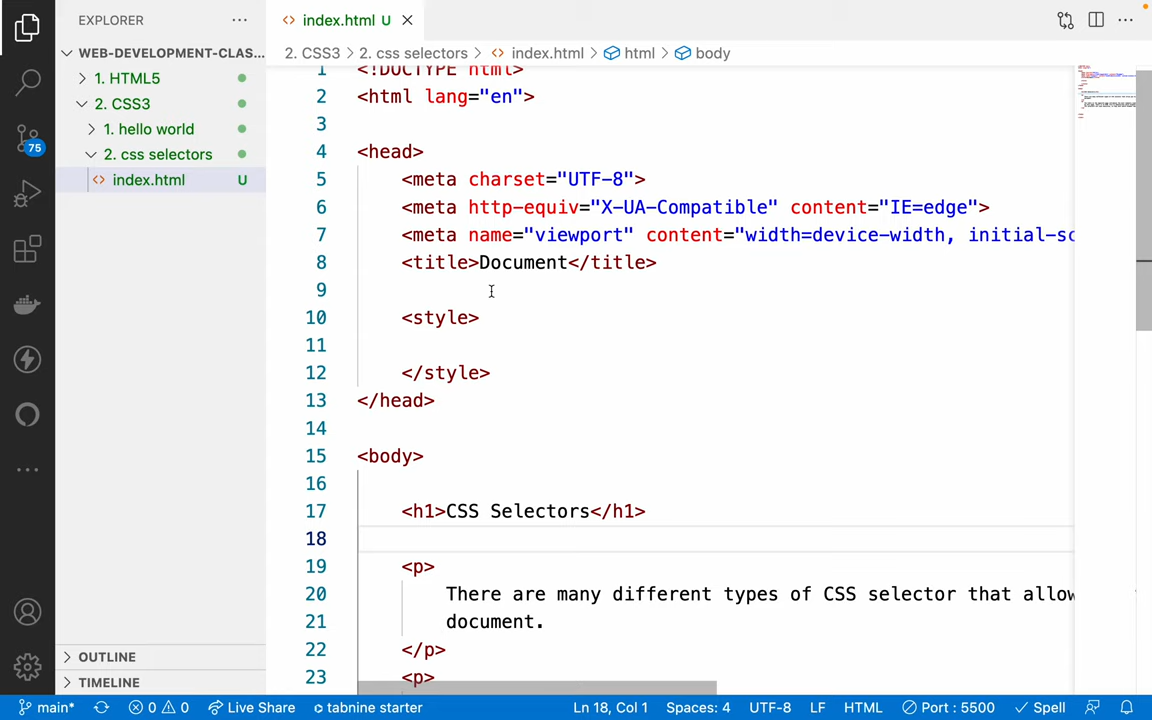 EXPLORER
index.html U
WEB-DEVELOPMENT-CLAS...
1. HTML5
2. CSS3
1. hello world
2. css selectors
index.html U
75
OUTLINE
TIMELINE
2. CSS3 > 2. css selectors > index.html > html > body
1 <!DOCTYPE html>
2 <html lang="en">
3
4 <head>
5 <meta charset="UTF-8">
6 <meta http-equiv="X-UA-Compatible" content="IE=edge">
7 <meta name="viewport" content="width=device-width, initial-sc
8 <title>Document</title>
9
10 <style>
11
12 </style>
13 </head>
14
15 <body>
16
17 <h1>CSS Selectors</h1>
18
19 <p>
20 There are many different types of CSS selector that allow
21 document.
22 </p>
23 <p>
main* 0 0 Live Share tabnine starter Ln 18, Col 1 Spaces: 4 UTF-8 LF HTML Port : 5500 Spell